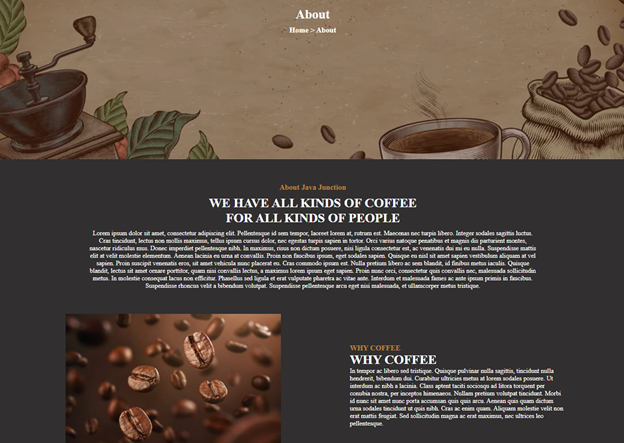 About
Home > About
About Java Junction
WE HAVE ALL KINDS OF COFFEE
FOR ALL KINDS OF PEOPLE
Lorem ipsum dolor sit amet, consectetur adipiscing elit. Pellentesque id sem tempor, laoreet lorem at, rutrum est. Maecenas nec turpis libero. Integer sodales sagittis luctus.
Cras tincidunt, lectus non mollis maximus, tellus ipsum cursus dolor, nec egestas turpis sapien in tortor. Orci varius natoque penatibus et magnis dis parturient montes,
nascetur ridiculus mus. Donec imperdiet pellentesque nibh. In maximus, risus non dictum posuere, nisi ligula consectetur est, ac venenatis dui mi eu nulla. Suspendisse mattis
elit at velit molestie elementum. Aenean lacinia eu urna at convallis. Proin non faucibus ipsum, eget sodales sapien. Quisque eu nisl sit amet sapien vestibulum aliquam at vel
sapien. Proin suscipit venenatis eros, sit amet vehicula nunc placerat eu. Cras commodo ipsum est. Nulla pretium libero ac sem blandit, id finibus metus iaculis. Quisque
blandit, lectus sit amet ornare porttitor, quam nisi convallis lectus, a maximus lorem ipsum eget sapien. Proin nunc orci, consectetur quis convallis nec, malesuada sollicitudin
metus. In molestie consequat lacus non efficitur. Phasellus sed ligula et erat vulputate pharetra ac vitae ante. Interdum et malesuada fames ac ante ipsum primis in faucibus.
Suspendisse rhoncus velit a bibendum volutpat. Suspendisse pellentesque arcu eget nisi malesuada, et ullamcorper metus tristique.
WHY COFFEE
WHY COFFEE
In tempor ac libero sed tristique. Quisque pulvinar nulla sagittis, tincidunt nulla
hendrerit, bibendum dui. Curabitur ultricies metus at lorem sodales posuere. Ut
interdum ac nibh a lacinia. Class aptent taciti sociosqu ad litora torquent per
conubia nostra, per inceptos himenaeos. Nullam pretium volutpat tincidunt. Morbi
id nunc sit amet nunc porta accumsan quis quis arcu. Aenean quis quam dictum
urna sodales tincidunt ut quis nibh. Cras ac enim quam. Aliquam molestie velit non
erat mattis feugiat. Sed sollicitudin magna ac erat maximus, nec ultrices leo
pellentesque.